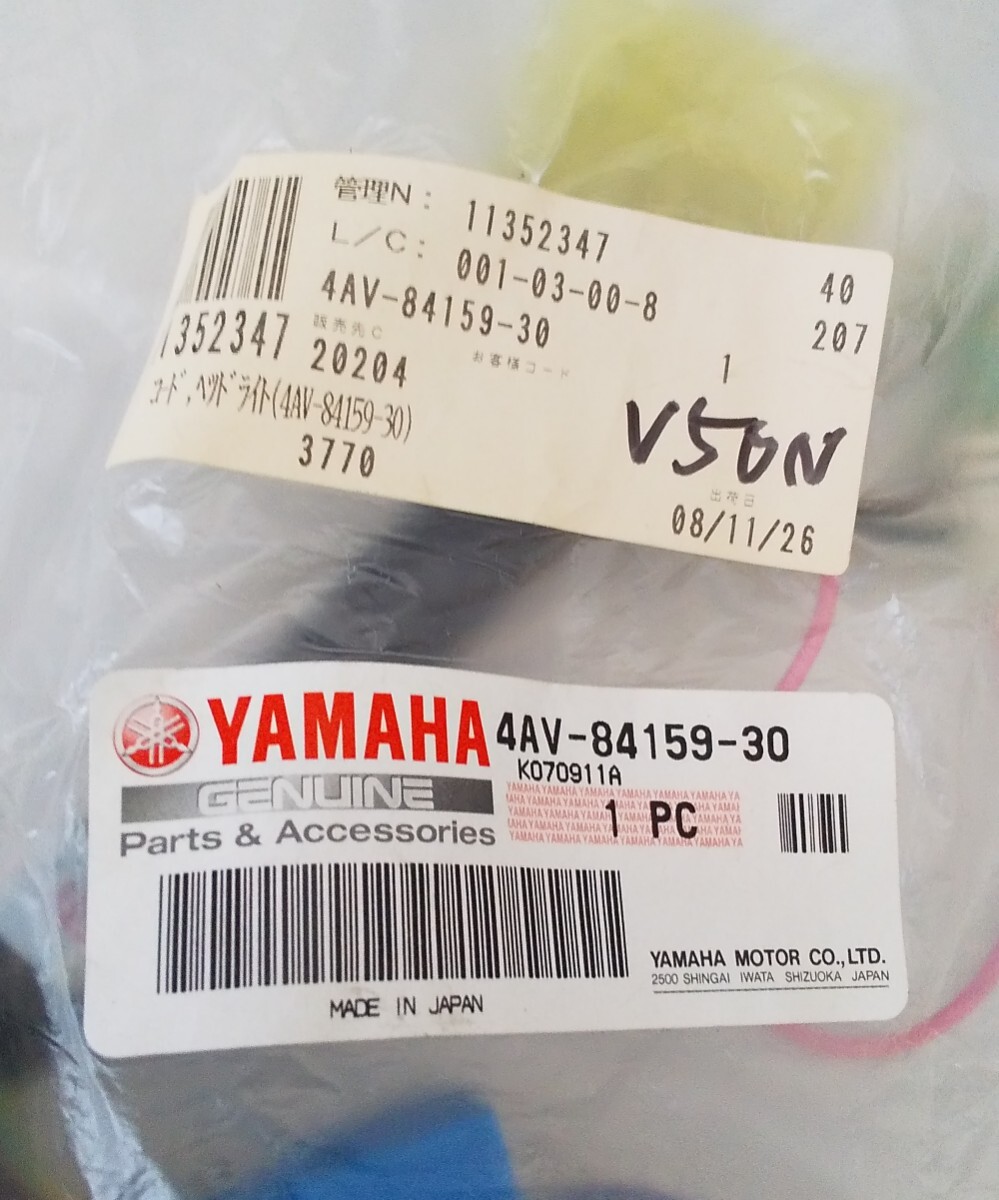 管理N: 11352347
L/C: 001-03-00-8 40
4AV-84159-30 1 207
1352347 販売先C お客様コード
20204
コード,ヘッドライト(4AV-84159-30)
3770
V50N
出荷日
08/11/26
YAMAHA 4AV-84159-30
K070911A
GENUINE
1 PC
Parts & Accessories
YAMAHA MOTOR CO.,LTD.
2500 SHINGAI IWATA SHIZUOKA JAPAN
MADE IN JAPAN